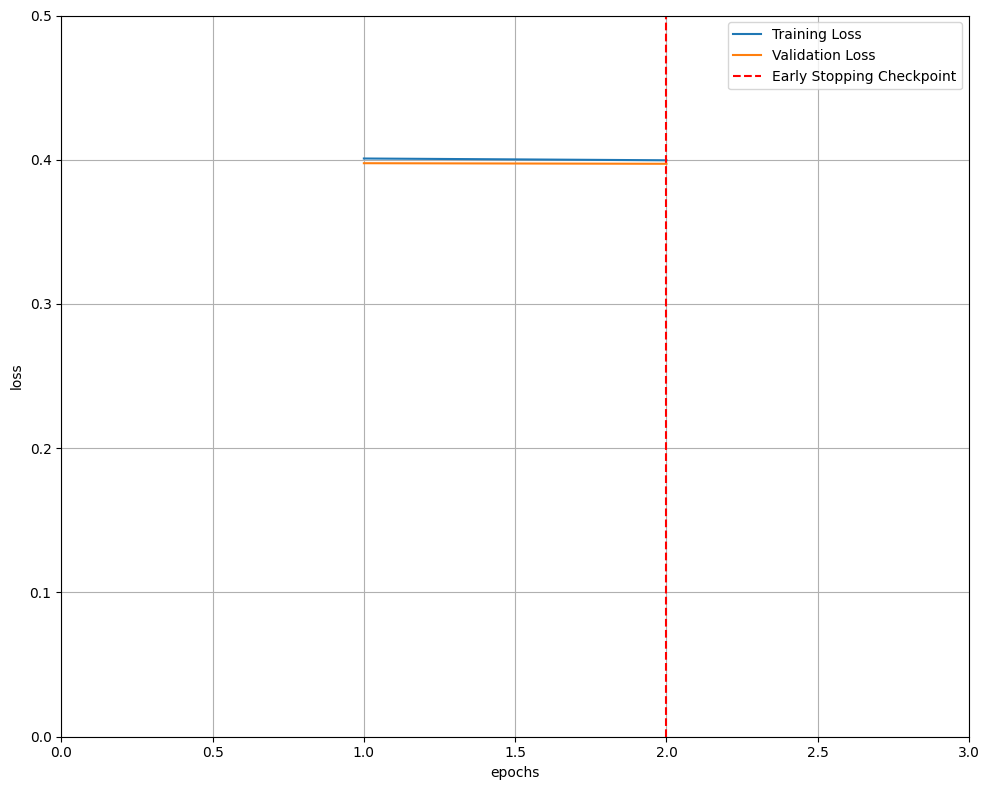 Training Loss
Validation Loss
Early Stopping Checkpoint
0.5
0.4
0.3
0.2
0.1
0.0
loss
0.0 0.5 1.0 1.5 2.0 2.5 3.0
epochs